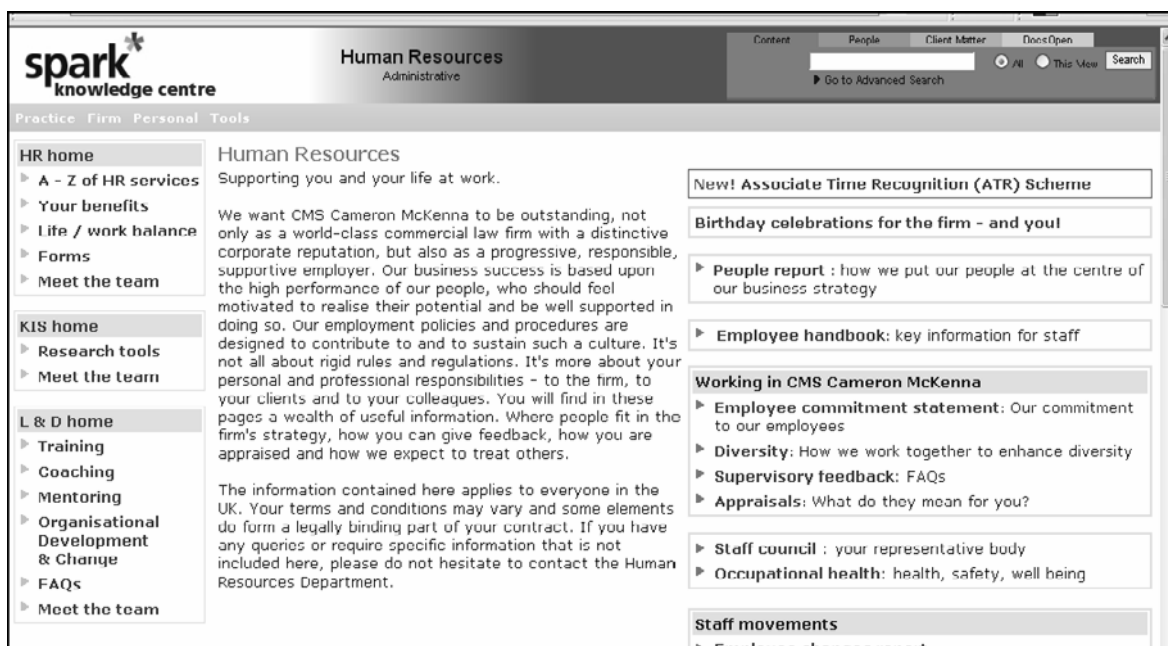 spark*
knowledge centre
Human Resources
Administrative
Content People Client Matter DocsOpen
All This View Search
Go to Advanced Search
Practice Firm Personal Tools
HR home
A - Z of HR services
Your benefits
Life / work balance
Forms
Meet the team
KIS home
Research tools
Meet the team
L & D home
Training
Coaching
Mentoring
Organisational
Development
& Change
FAQs
Meet the team
Human Resources
Supporting you and your life at work.
We want CMS Cameron McKenna to be outstanding, not
only as a world-class commercial law firm with a distinctive
corporate reputation, but also as a progressive, responsible,
supportive employer. Our business success is based upon
the high performance of our people, who should feel
motivated to realise their potential and be well supported in
doing so. Our employment policies and procedures are
designed to contribute to and to sustain such a culture. It's
not all about rigid rules and regulations. It's more about your
personal and professional responsibilities - to the firm, to
your clients and to your colleagues. You will find in these
pages a wealth of useful information. Where people fit in the
firm's strategy, how you can give feedback, how you are
appraised and how we expect to treat others.
The information contained here applies to everyone in the
UK. Your terms and conditions may vary and some elements
do form a legally binding part of your contract. If you have
any queries or require specific information that is not
included here, please do not hesitate to contact the Human
Resources Department.
New! Associate Time Recognition (ATR) Scheme
Birthday celebrations for the firm - and you!
People report : how we put our people at the centre of
our business strategy
Employee handbook: key information for staff
Working in CMS Cameron McKenna
Employee commitment statement: Our commitment
to our employees
Diversity: How we work together to enhance diversity
Supervisory feedback: FAQs
Appraisals: What do they mean for you?
Staff council : your representative body
Occupational health: health, safety, well being
Staff movements